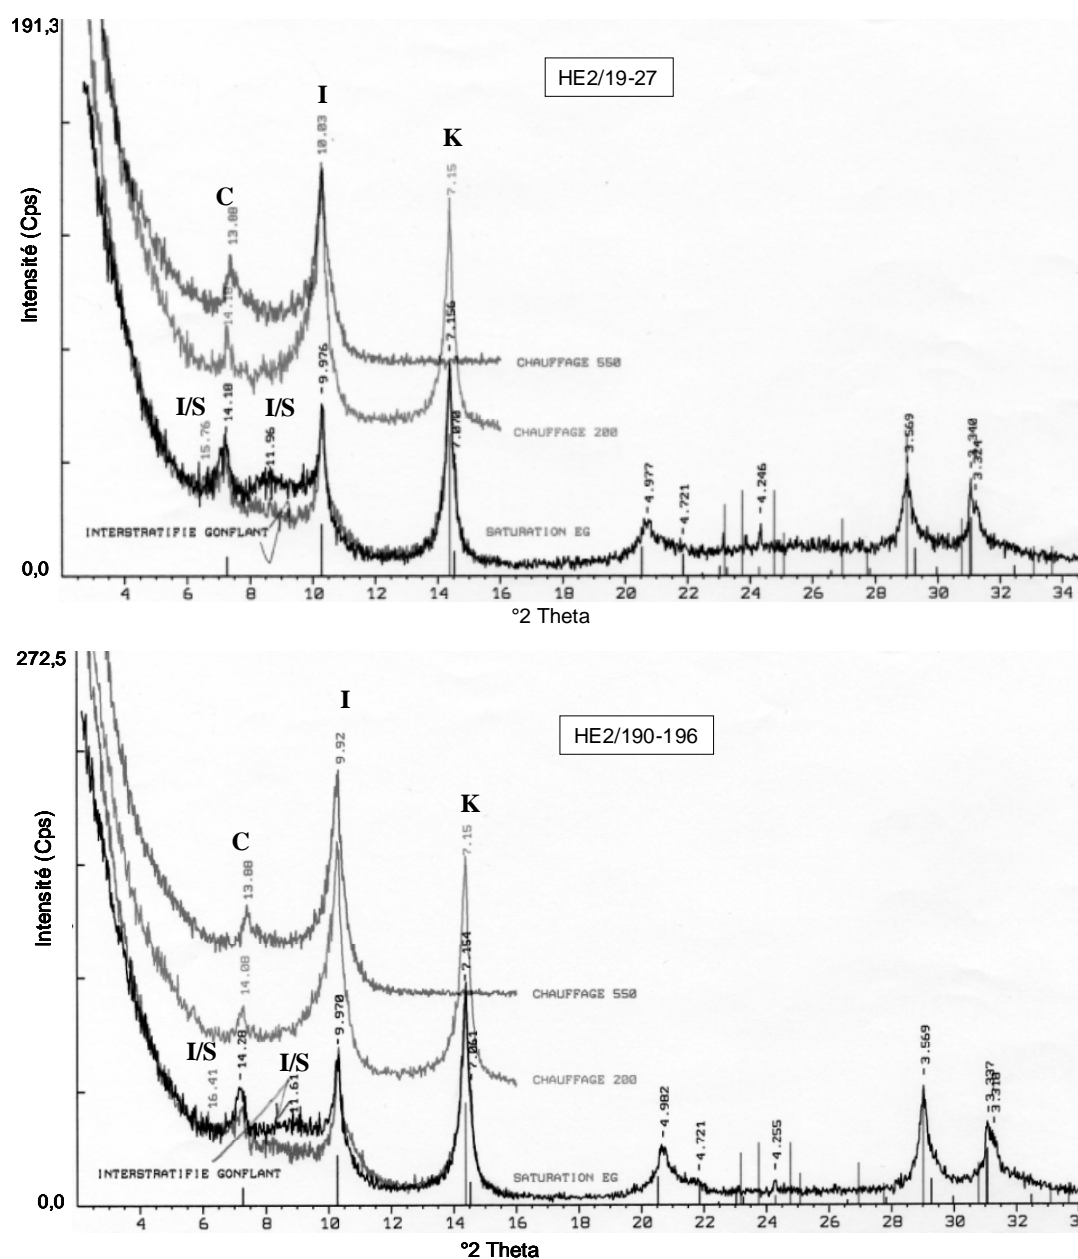 191,3
HE2/19-27
I
10.03
K
7.15
C
13.88
Intensité (Cps)
7.156
CHAUFFAGE 550
9.976
I/S
I/S
14.18
15.76
11.96
7.070
CHAUFFAGE 200
3.569
3.340
3.324
4.977
4.721
4.246
INTERSTRATIFIE GONFLANT
SATURATION EG
0,0
4 6 8 10 12 14 16 18 20 22 24 26 28 30 32 34
°2 Theta
272,5
I
HE2/190-196
9.92
K
7.15
C
13.88
Intensité (Cps)
7.154
14.08
CHAUFFAGE 550
9.970
I/S
I/S
14.28
16.41
11.61
7.061
CHAUFFAGE 200
3.569
3.337
3.318
4.982
4.721
4.255
INTERSTRATIFIE GONFLANT
SATURATION EG
0,0
4 6 8 10 12 14 16 18 20 22 24 26 28 30 32
°2 Theta